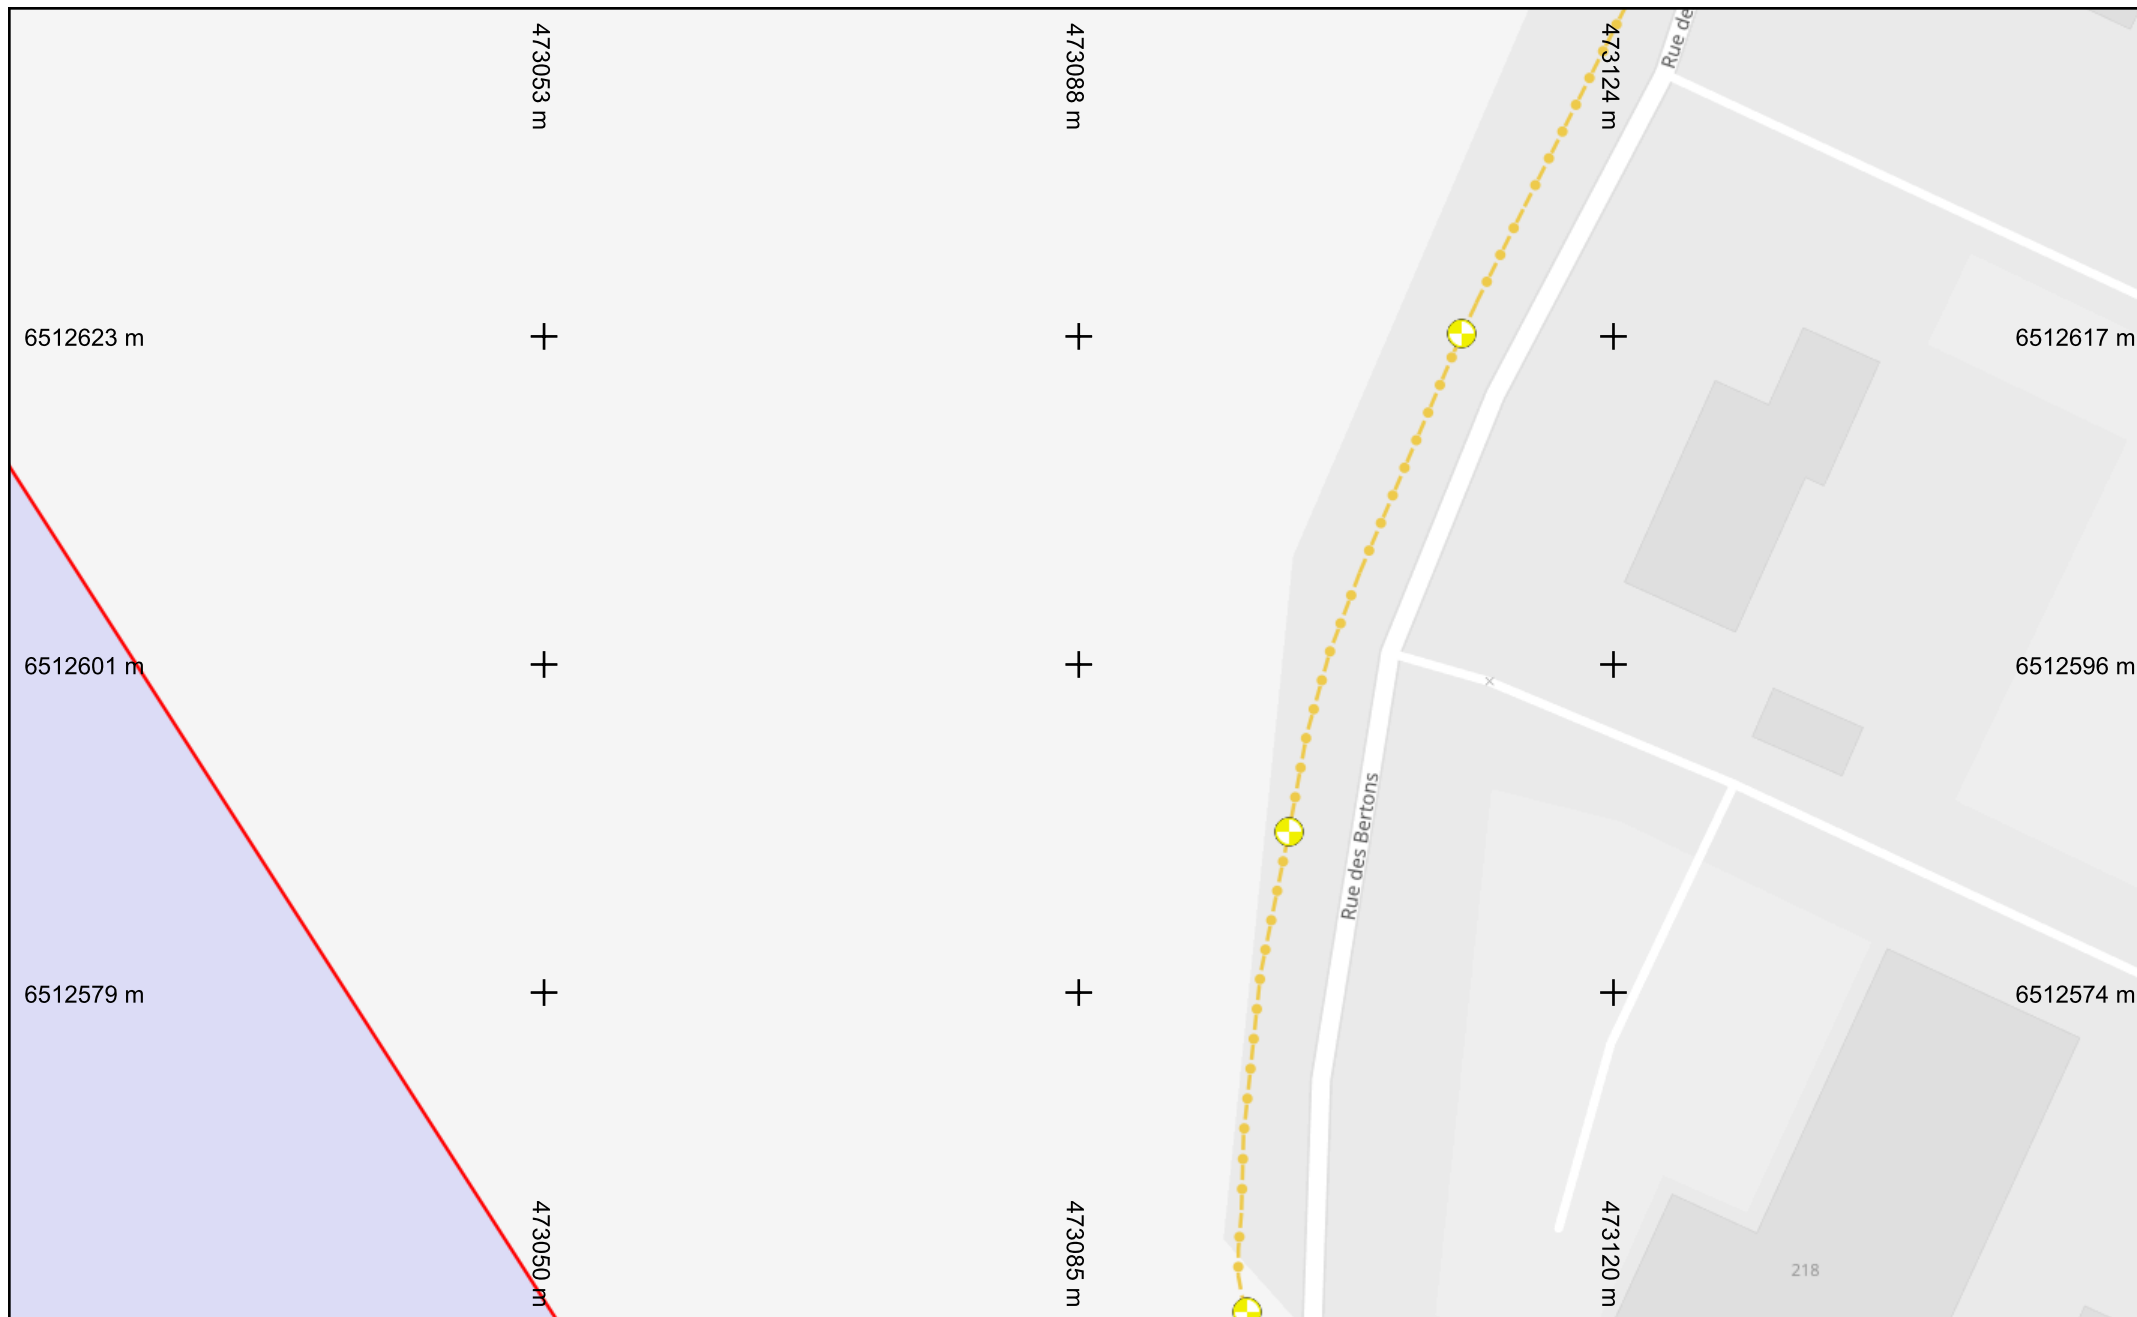 473053 m
473088 m
473124 m
Rue de
6512623 m
6512617 m
6512601 m
6512596 m
Rue des Bertons
6512579 m
6512574 m
473050 m
473085 m
473120 m
218